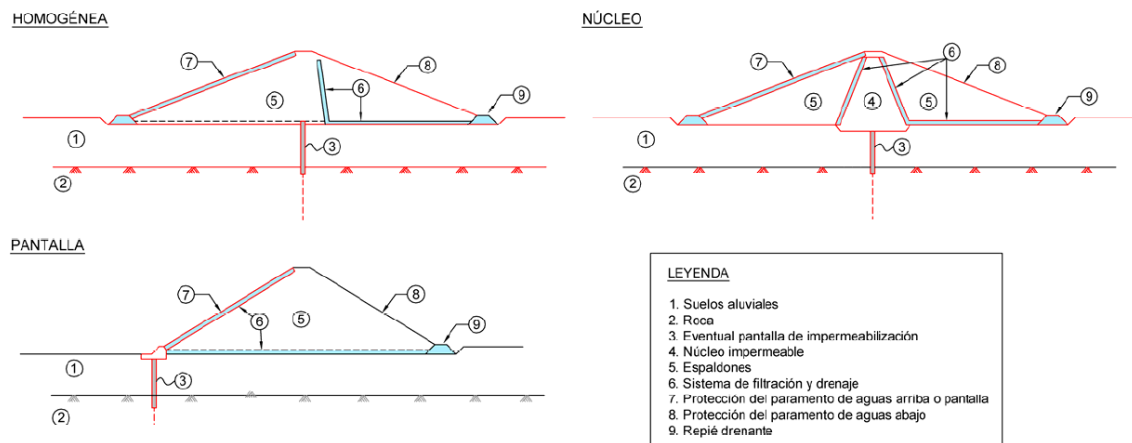 HOMOGÉNEA
7
8
6
5
9
1
3
2
NÚCLEO
6
7
8
5
4
5
9
1
3
2
PANTALLA
7
8
6
5
9
1
3
2
LEYENDA
1. Suelos aluviales
2. Roca
3. Eventual pantalla de impermeabilización
4. Núcleo impermeable
5. Espaldones
6. Sistema de filtración y drenaje
7. Protección del paramento de aguas arriba o pantalla
8. Protección del paramento de aguas abajo
9. Repié drenante